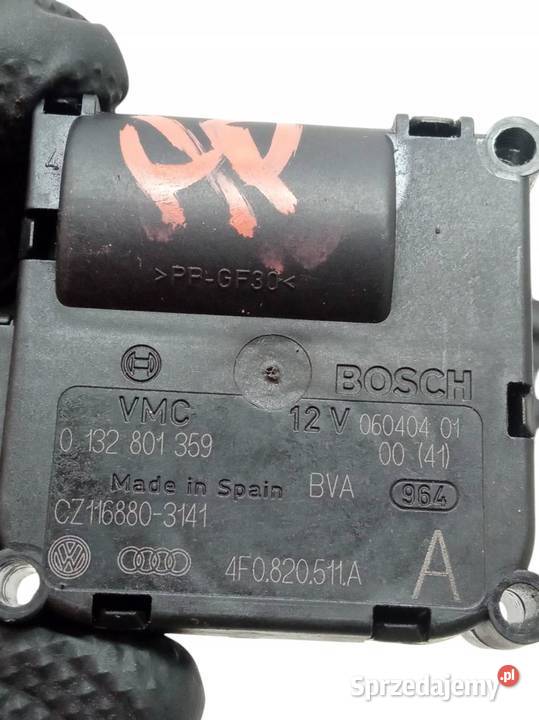 4
>PP-GF30<
BOSCH
VMC 12 V 060404 01
0 132 801 359 00 (41)
Made in Spain BVA 964
CZ116880-3141
4F0.820.511.A A
Sprzedajemy.pl